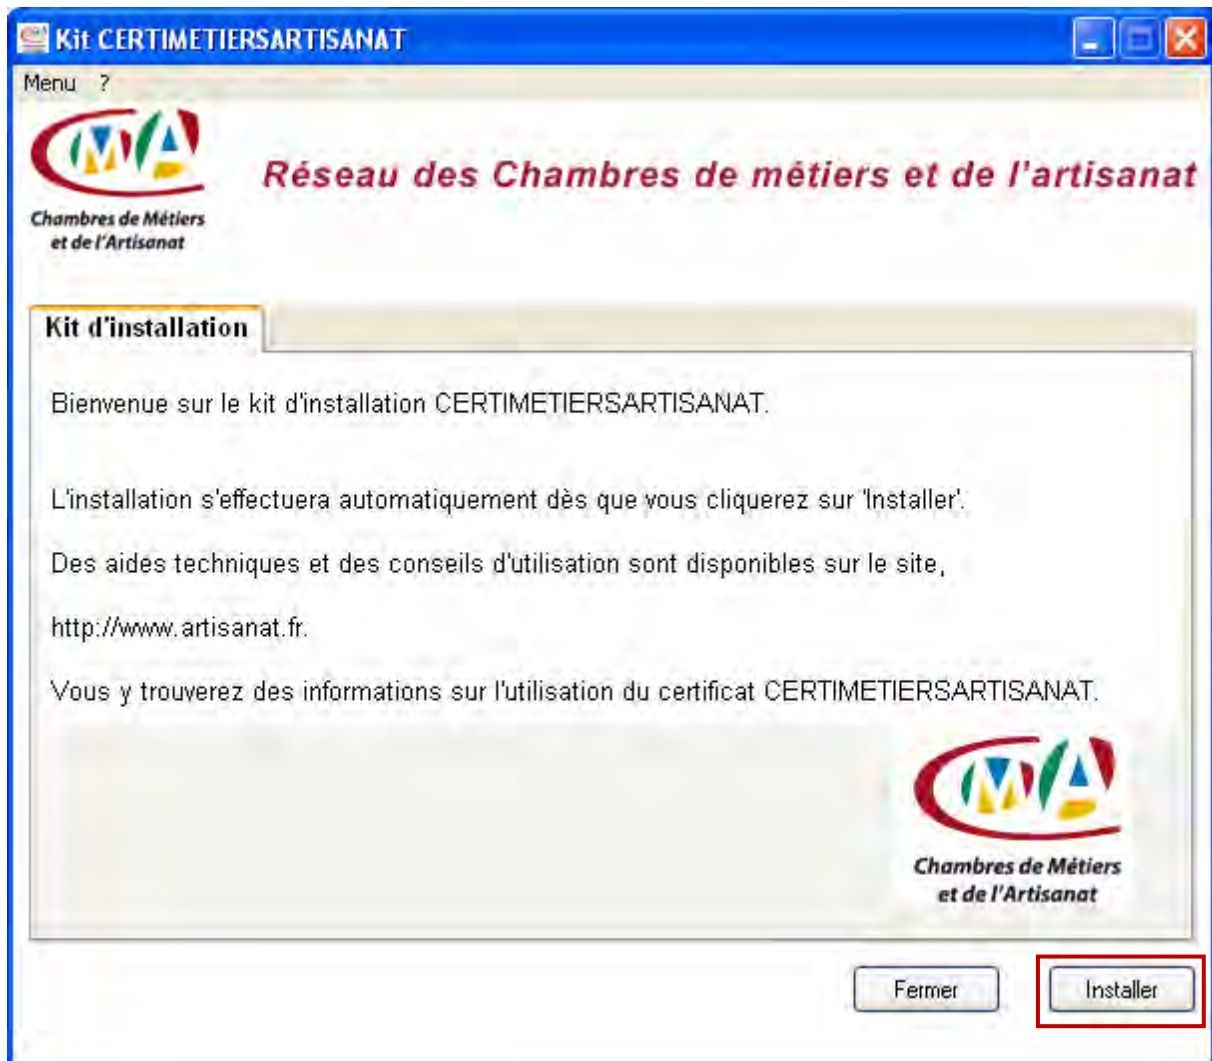 Kit CERTIMETIERSARTISANAT
Menu ?
CMA
Chambres de Métiers
et de l'Artisanat
Réseau des Chambres de métiers et de l'artisanat
Kit d'installation
Bienvenue sur le kit d'installation CERTIMETIERSARTISANAT.
L'installation s'effectuera automatiquement dès que vous cliquerez sur 'Installer'.
Des aides techniques et des conseils d'utilisation sont disponibles sur le site,
http://www.artisanat.fr.
Vous y trouverez des informations sur l'utilisation du certificat CERTIMETIERSARTISANAT.
CMA
Chambres de Métiers
et de l'Artisanat
Fermer
Installer